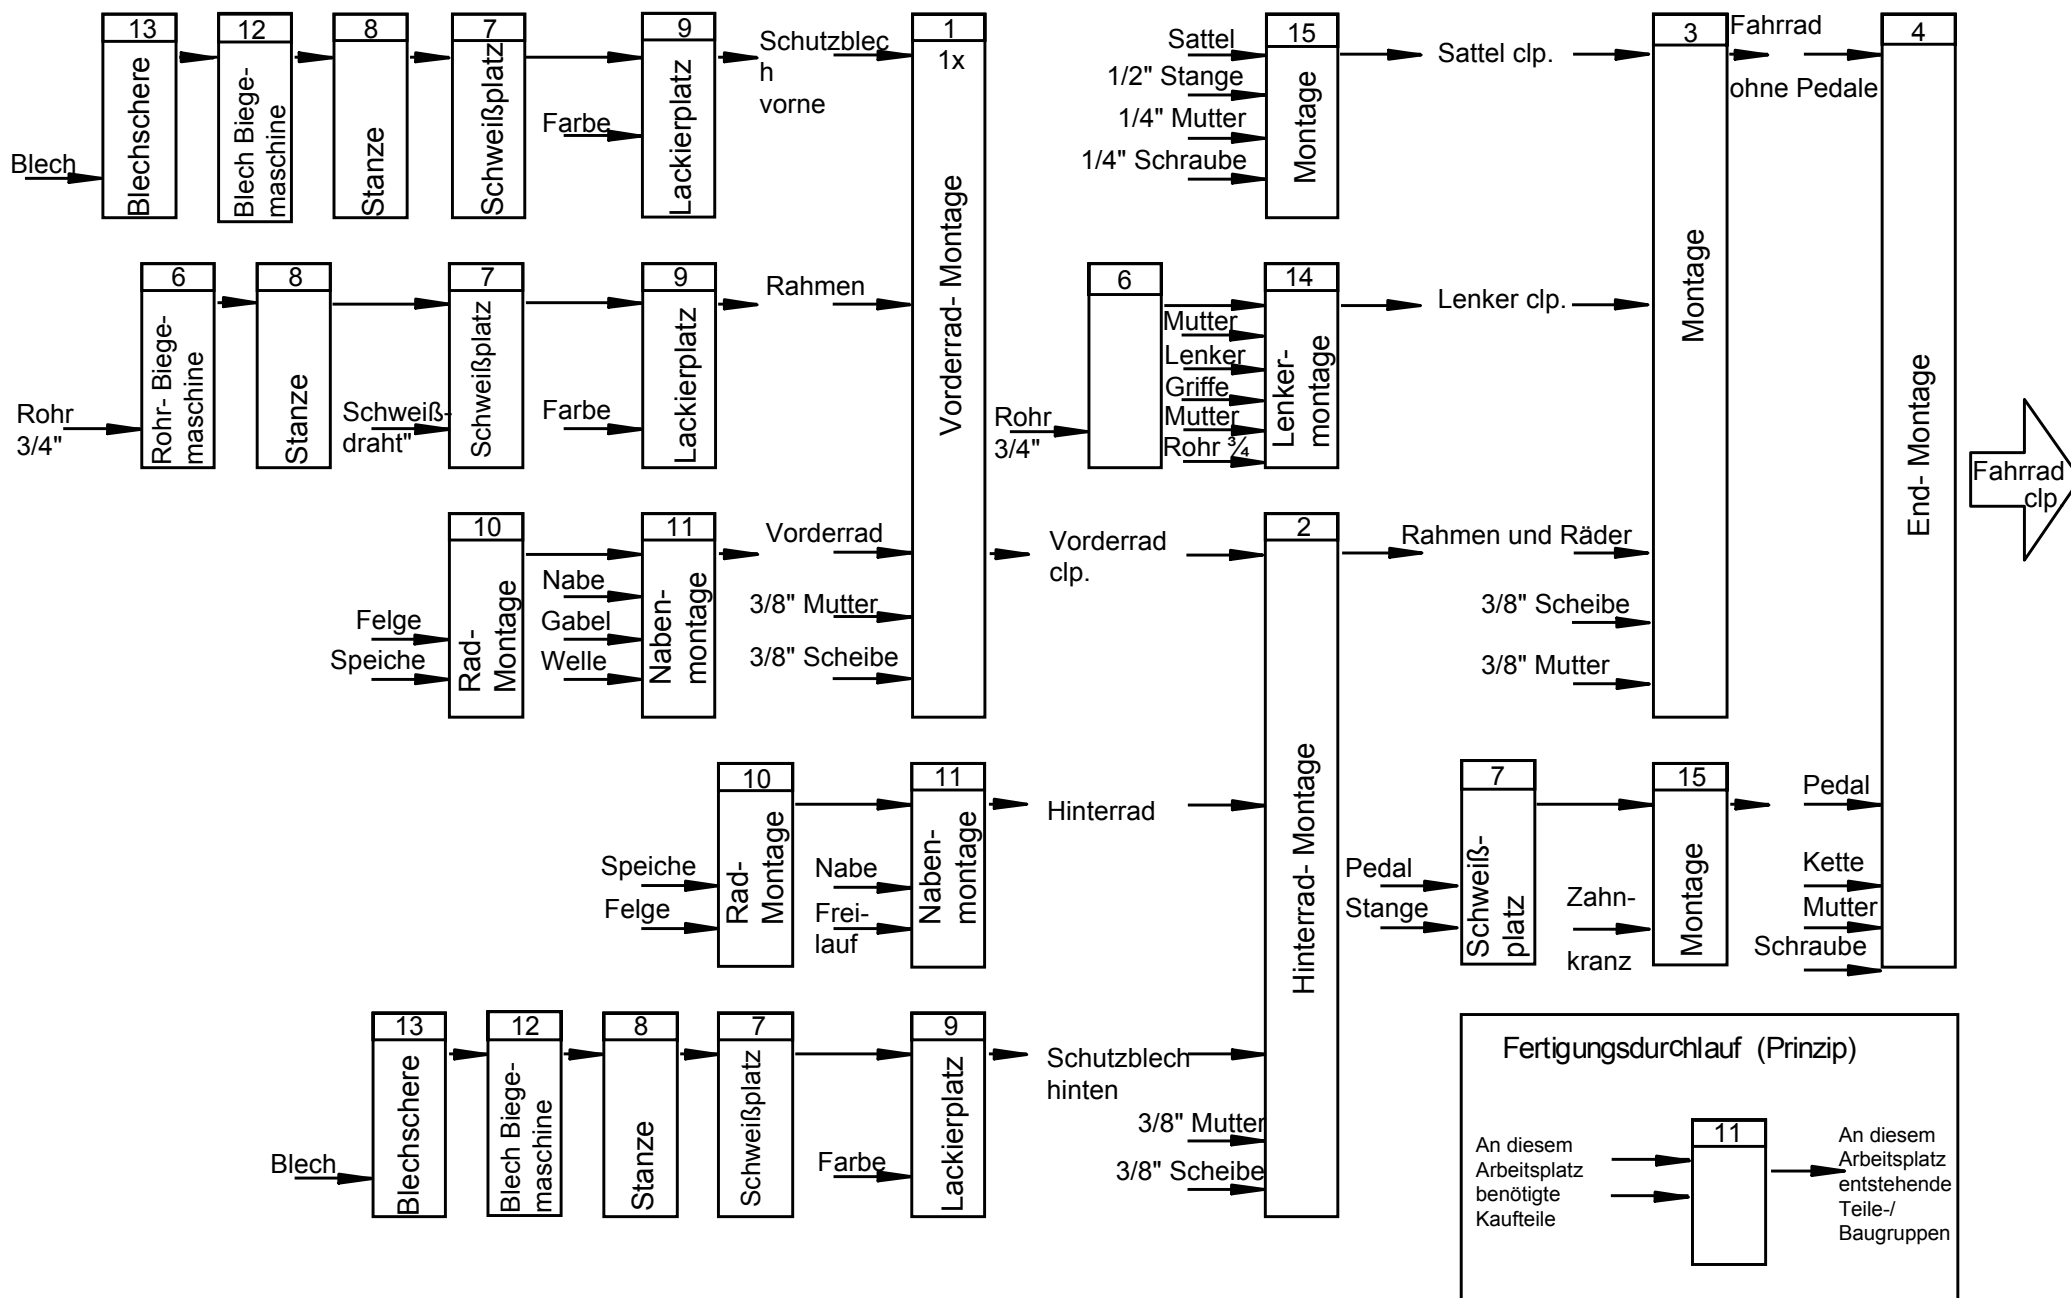 13
Blechschere
12
Blech Biege-
maschine
8
Stanze
7
Schweißplatz
9
Lackierplatz
Blech
Farbe
Schutzblec
h
vorne
1
1x
Vorderrad- Montage
6
Rohr- Biege-
maschine
8
Stanze
7
Schweißplatz
9
Lackierplatz
Rohr
3/4"
Schweiß-
draht"
Farbe
Rahmen
10
Rad-
Montage
11
Naben-
montage
Felge
Speiche
Nabe
Gabel
Welle
Vorderrad
3/8" Mutter
3/8" Scheibe
Vorderrad
clp.
10
Rad-
Montage
11
Naben-
montage
Speiche
Felge
Nabe
Frei-
lauf
Hinterrad
13
Blechschere
12
Blech Biege-
maschine
8
Stanze
7
Schweißplatz
9
Lackierplatz
Blech
Farbe
Schutzblech
hinten
3/8" Mutter
3/8" Scheibe
2
Hinterrad- Montage
Sattel
1/2" Stange
1/4" Mutter
1/4" Schraube
15
Montage
Sattel clp.
6
Rohr
3/4"
Mutter
Lenker
Griffe
Mutter
Rohr ¾
14
Lenker-
montage
Lenker clp.
Rahmen und Räder
3/8" Scheibe
3/8" Mutter
3
Montage
Fahrrad
ohne Pedale
Pedal
Stange
7
Schweiß-
platz
Zahn-
kranz
15
Montage
Pedal
Kette
Mutter
Schraube
4
End- Montage
Fahrrad
clp
Fertigungsdurchlauf (Prinzip)
An diesem
Arbeitsplatz
benötigte
Kaufteile
11
An diesem
Arbeitsplatz
entstehende
Teile-/
Baugruppen